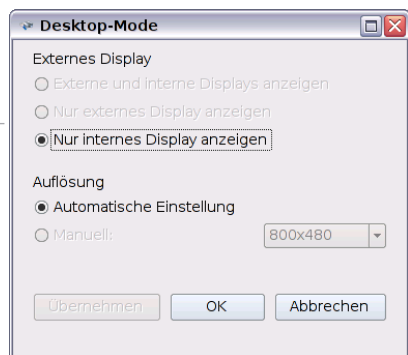 Desktop-Mode
Externes Display
Externe und interne Displays anzeigen
Nur externes Display anzeigen
Nur internes Display anzeigen
Auflösung
Automatische Einstellung
Manuell: 800x480
Übernehmen OK Abbrechen